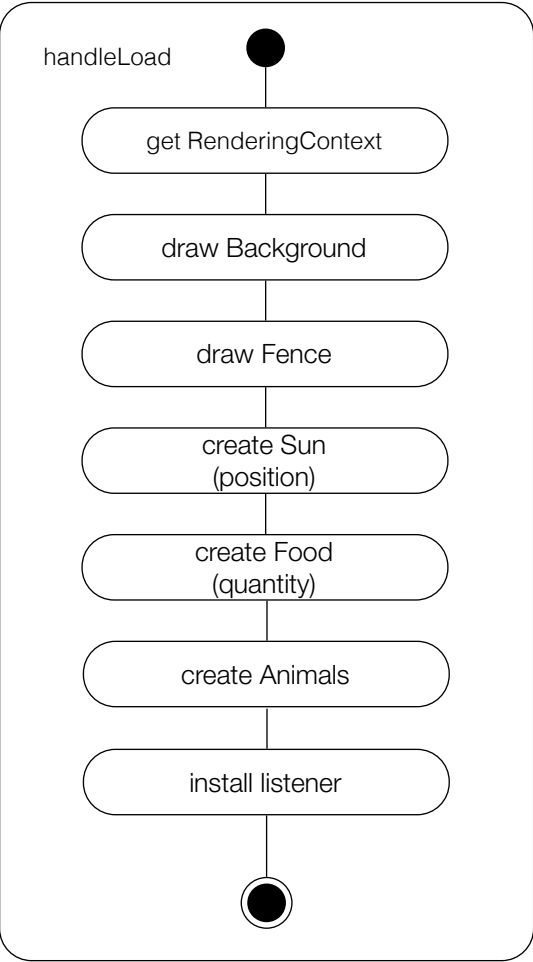 handleLoad
get RenderingContext
draw Background
draw Fence
create Sun
(position)
create Food
(quantity)
create Animals
install listener